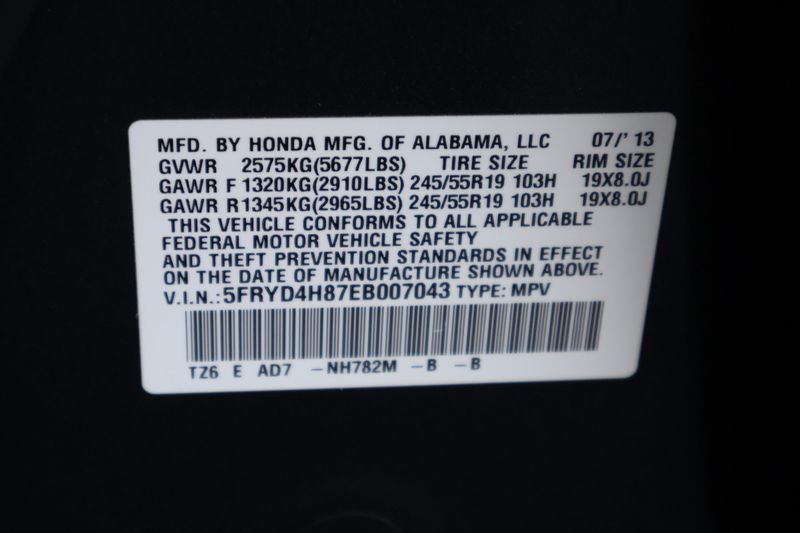 MFD. BY HONDA MFG. OF ALABAMA, LLC 07/' 13
GVWR 2575KG(5677LBS) TIRE SIZE RIM SIZE
GAWR F 1320KG(2910LBS) 245/55R19 103H 19X8.0J
GAWR R 1345KG(2965LBS) 245/55R19 103H 19X8.0J
THIS VEHICLE CONFORMS TO ALL APPLICABLE
FEDERAL MOTOR VEHICLE SAFETY
AND THEFT PREVENTION STANDARDS IN EFFECT
ON THE DATE OF MANUFACTURE SHOWN ABOVE.
V.I.N.: 5FRYD4H87EB007043 TYPE: MPV
TZ6 E AD7 -NH782M -B -B